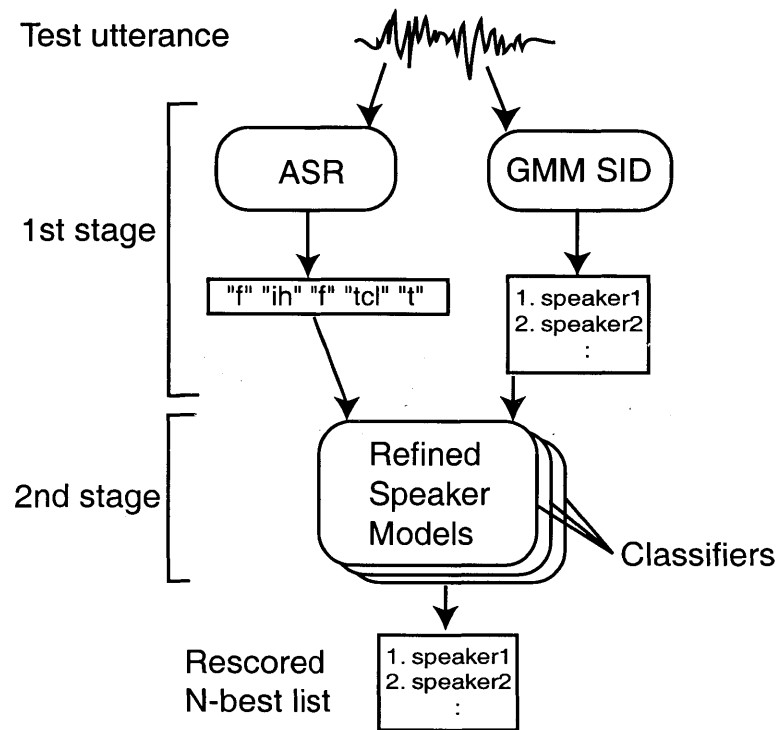 Test utterance
ASR
GMM SID
1st stage
"f" "ih" "f" "tcl" "t"
1. speaker1
2. speaker2
:
Refined
Speaker
Models
2nd stage
Classifiers
Rescored
N-best list
1. speaker1
2. speaker2
: